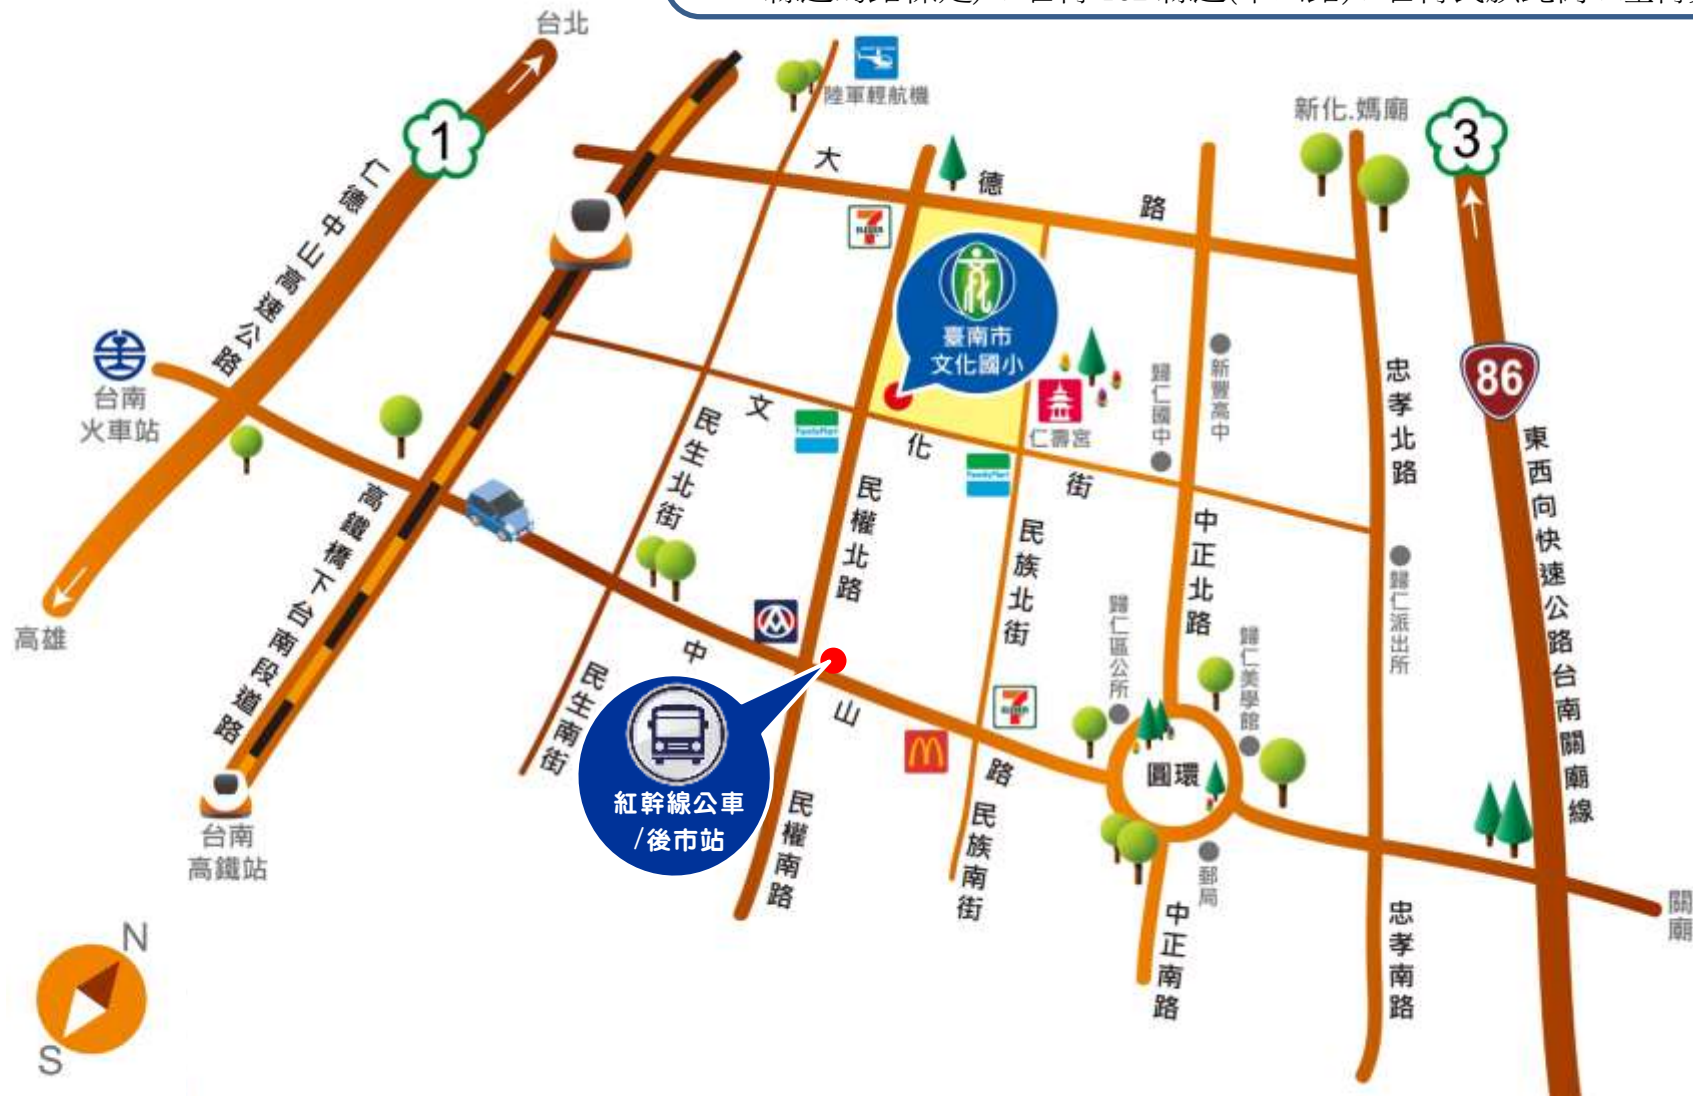 台北
1
仁德中山高速公路
陸軍輕航機
新化.媽廟
3
大德路
臺南市
文化國小
台南
火車站
新豐高中
歸仁國中
忠孝北路
86
仁壽宮
文化街
FamilyMart
FamilyMart
民生北街
民權北路
民族北街
中正北路
東西向快速公路台南關廟線
高鐵橋下台南段道路
歸仁派出所
歸仁區公所
歸仁美學館
高雄
中山路
民生南街
圓環
紅幹線公車
/後市站
台南
高鐵站
民權南路
民族南街
郵局
中正南路
忠孝南路
關廟
N
S